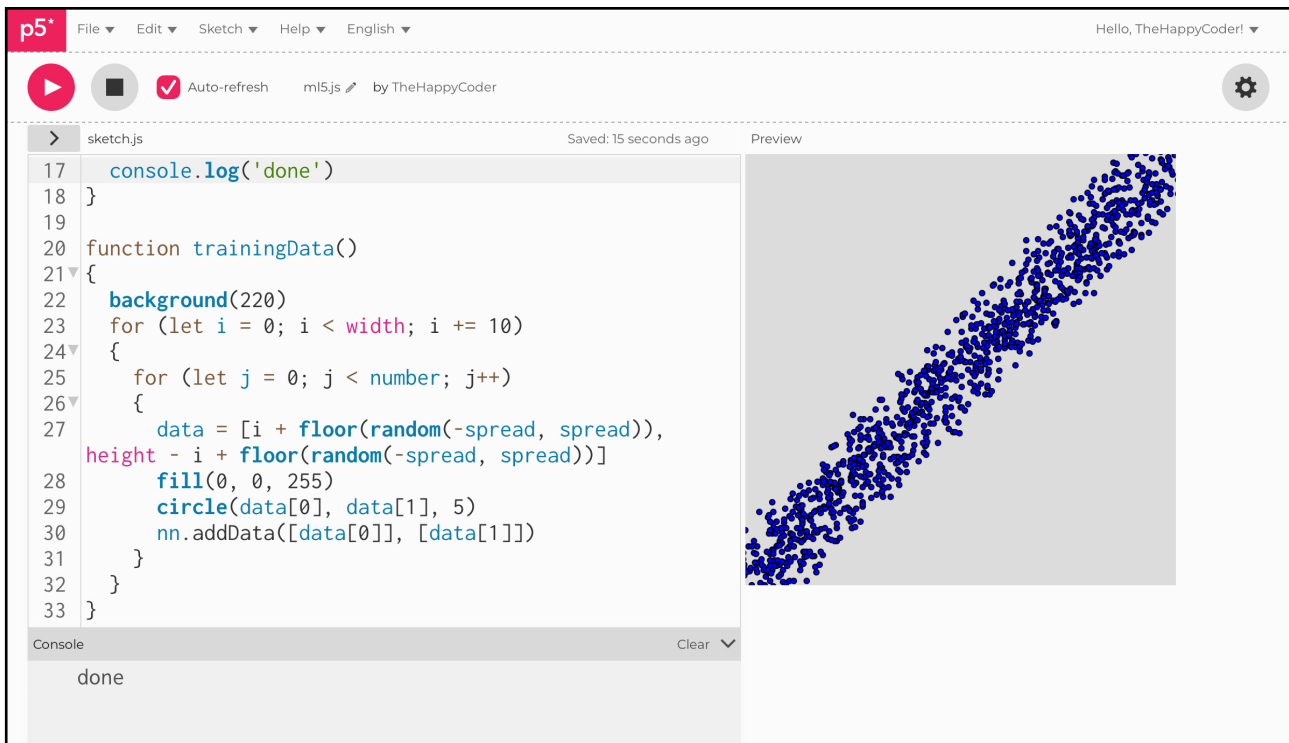 p5* File Edit Sketch Help English Hello, TheHappyCoder!
Auto-refresh ml5.js by TheHappyCoder
sketch.js Saved: 15 seconds ago Preview
17 console.log('done')
18 }
19
20 function trainingData()
21 {
22 background(220)
23 for (let i = 0; i < width; i += 10)
24 {
25 for (let j = 0; j < number; j++)
26 {
27 data = [i + floor(random(-spread, spread)),
height - i + floor(random(-spread, spread))]
28 fill(0, 0, 255)
29 circle(data[0], data[1], 5)
30 nn.addData([data[0]], [data[1]])
31 }
32 }
33 }
Console Clear
done